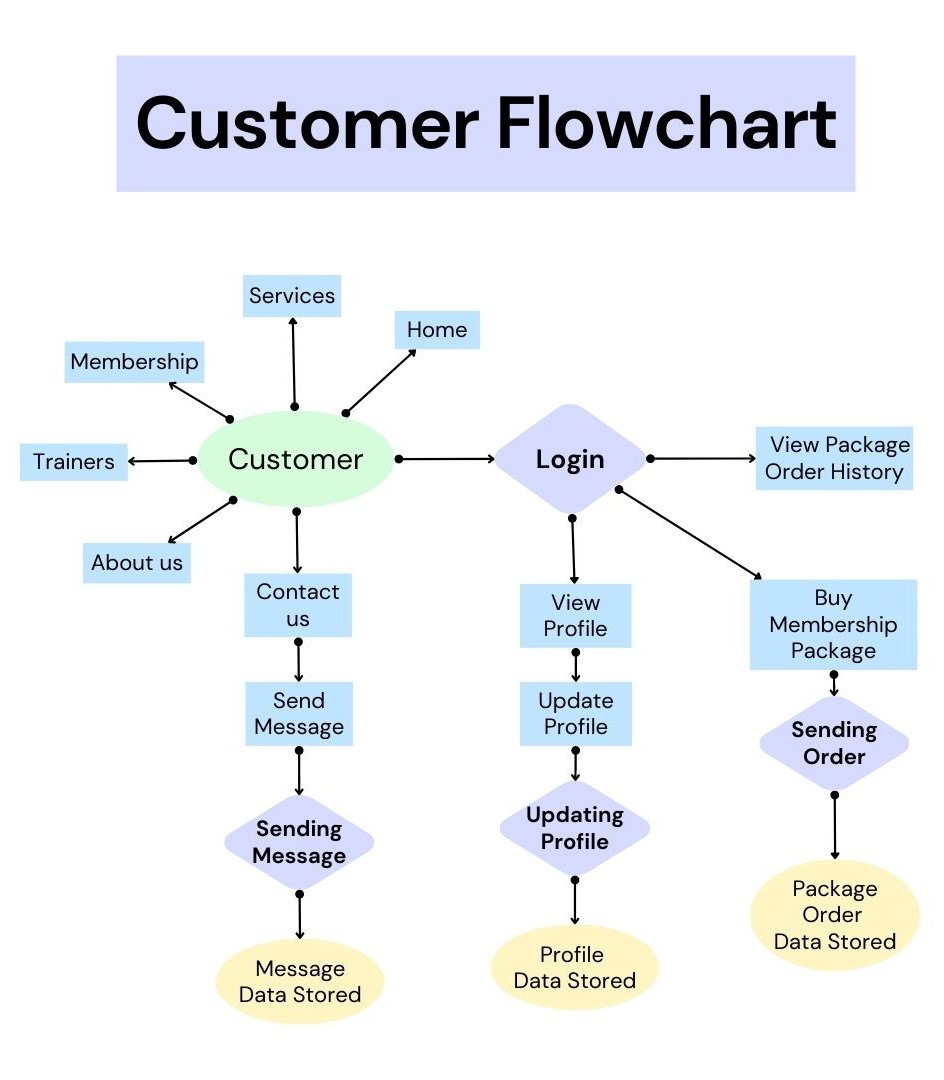 Customer Flowchart
Services
Home
Membership
Trainers
Customer
Login
View Package
Order History
About us
Contact
us
View
Profile
Buy
Membership
Package
Send
Message
Update
Profile
Sending
Order
Sending
Message
Updating
Profile
Package
Order
Data Stored
Message
Data Stored
Profile
Data Stored